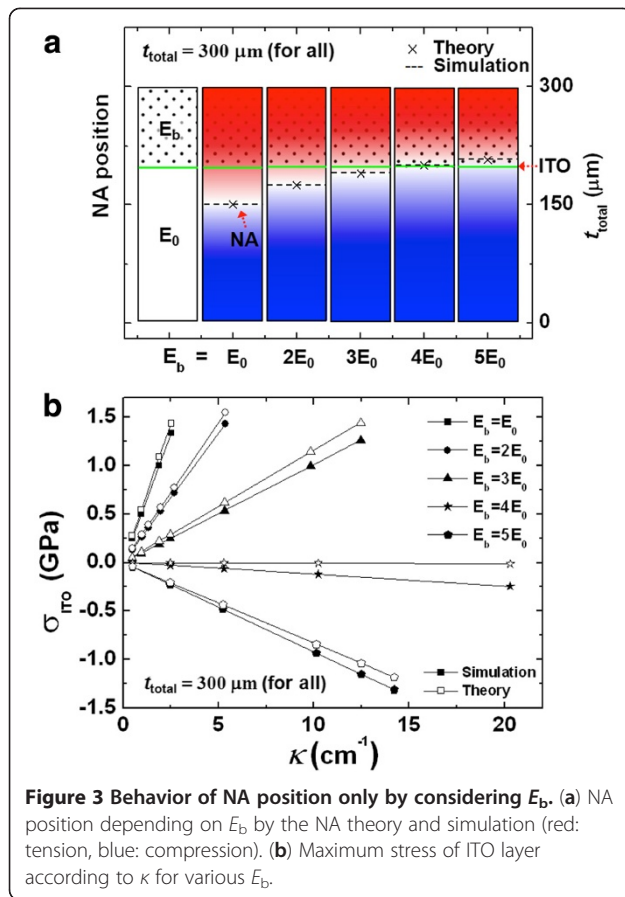 a
t_total = 300 μm (for all)
× Theory
---- Simulation
300
NA position
E_b
E_0
NA
ITO
150
t_total (μm)
0
E_b = E_0 2E_0 3E_0 4E_0 5E_0
b
1.5
1.0
0.5
0.0
-0.5
-1.0
-1.5
σ_ITO (GPa)
E_b=E_0
E_b=2E_0
E_b=3E_0
E_b=4E_0
E_b=5E_0
t_total = 300 μm (for all)
Simulation
Theory
0 5 10 15 20
κ (cm⁻¹)
Figure 3 Behavior of NA position only by considering E_b. (a) NA
position depending on E_b by the NA theory and simulation (red:
tension, blue: compression). (b) Maximum stress of ITO layer
according to κ for various E_b.